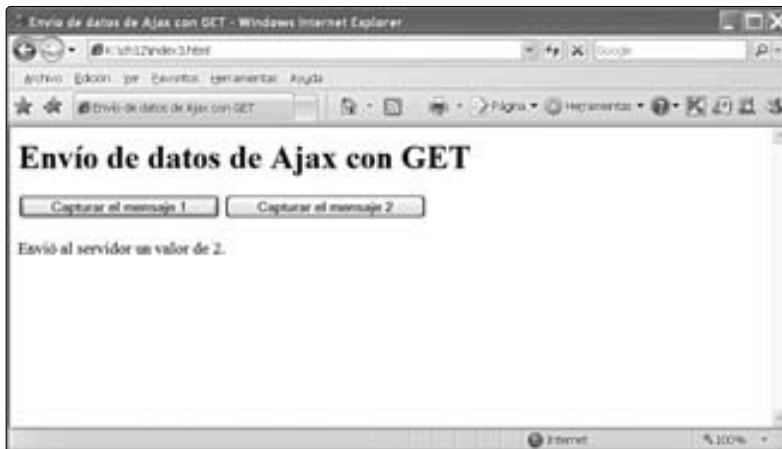 Envío de datos de Ajax con GET - Windows Internet Explorer
Google
Archivo Edición Ver Favoritos Herramientas Ayuda
Envío de datos de Ajax con GET
Página Herramientas
Envío de datos de Ajax con GET
Capturar el mensaje 1 Capturar el mensaje 2
Envió al servidor un valor de 2.
Internet 100%